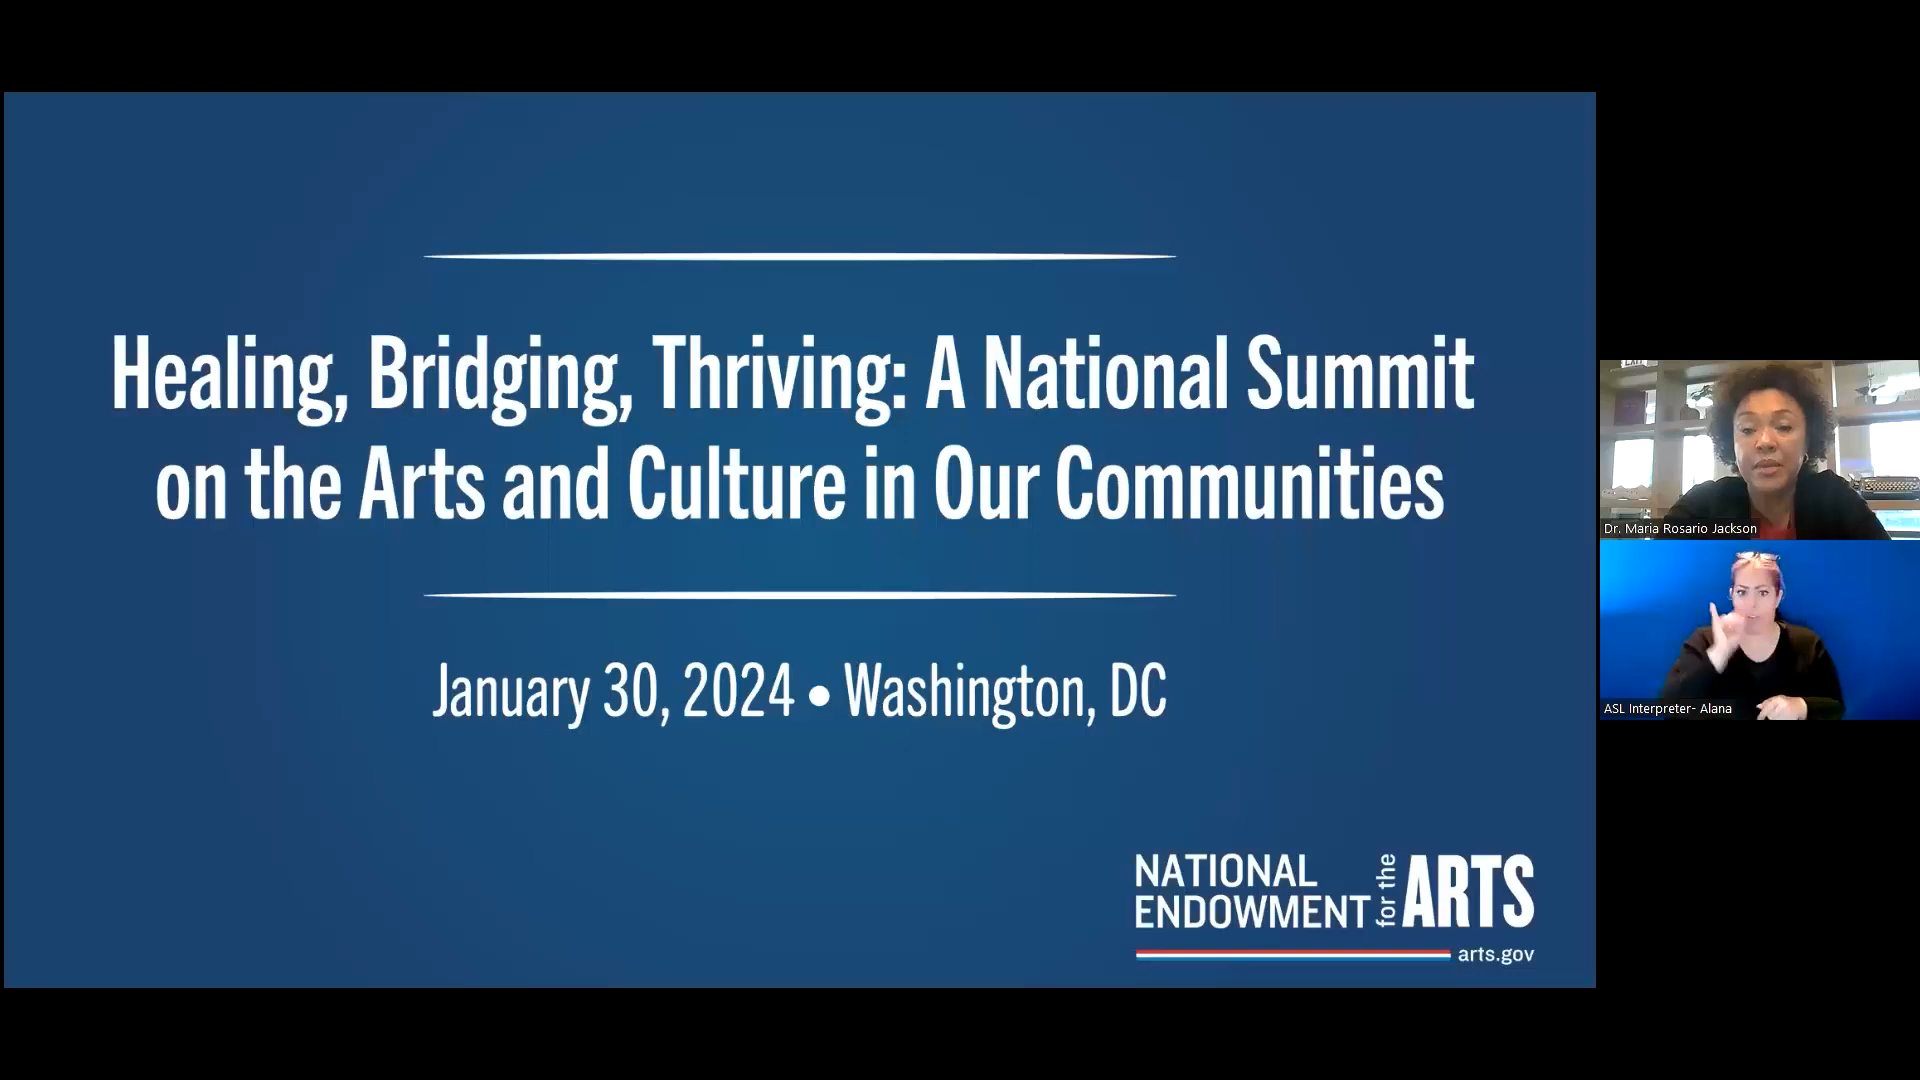 Healing, Bridging, Thriving: A National Summit
on the Arts and Culture in Our Communities
January 30, 2024 • Washington, DC
NATIONAL
ENDOWMENT
for the
ARTS
arts.gov
EXIT
Dr. Maria Rosario Jackson
ASL Interpreter- Alana